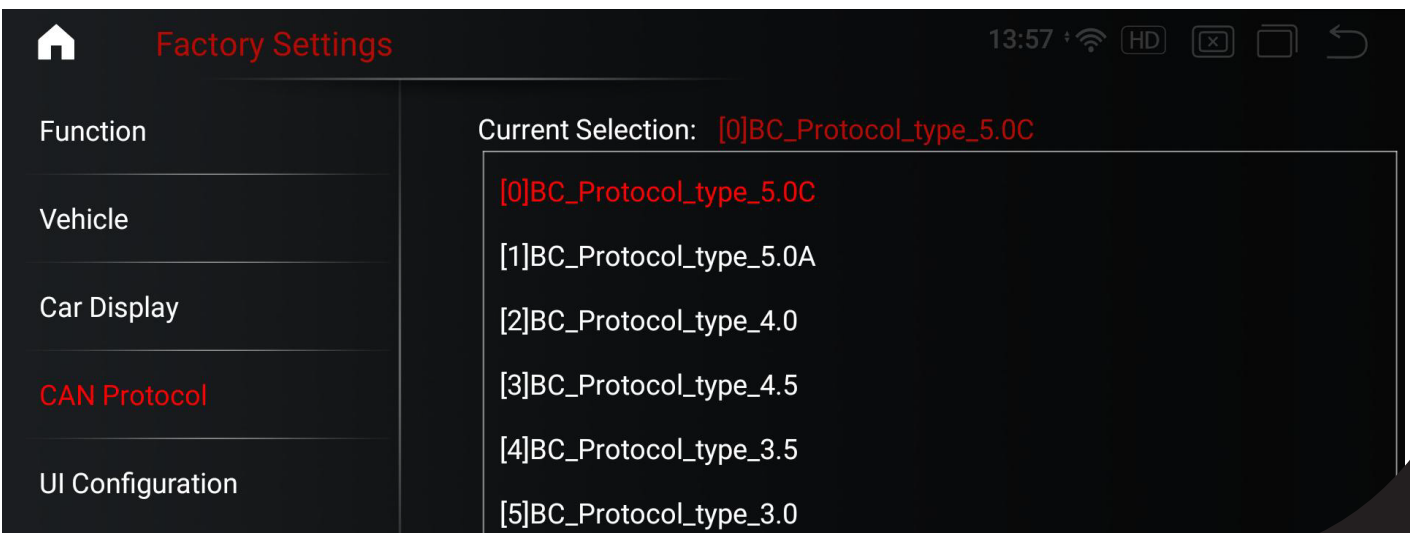 Factory Settings
13:57 HD
Function
Vehicle
Car Display
CAN Protocol
UI Configuration
Current Selection: [0]BC_Protocol_type_5.0C
[0]BC_Protocol_type_5.0C
[1]BC_Protocol_type_5.0A
[2]BC_Protocol_type_4.0
[3]BC_Protocol_type_4.5
[4]BC_Protocol_type_3.5
[5]BC_Protocol_type_3.0